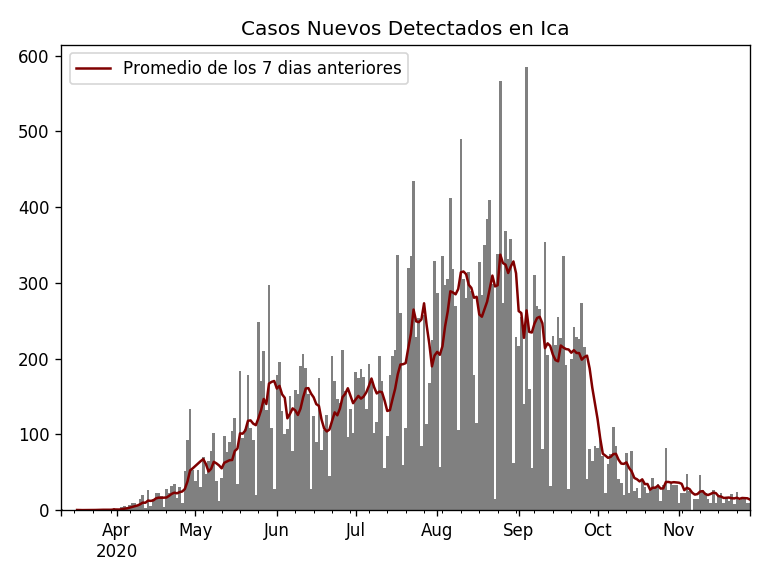 Casos Nuevos Detectados en Ica
Promedio de los 7 dias anteriores
600
500
400
300
200
100
0
Apr May Jun Jul Aug Sep Oct Nov
2020